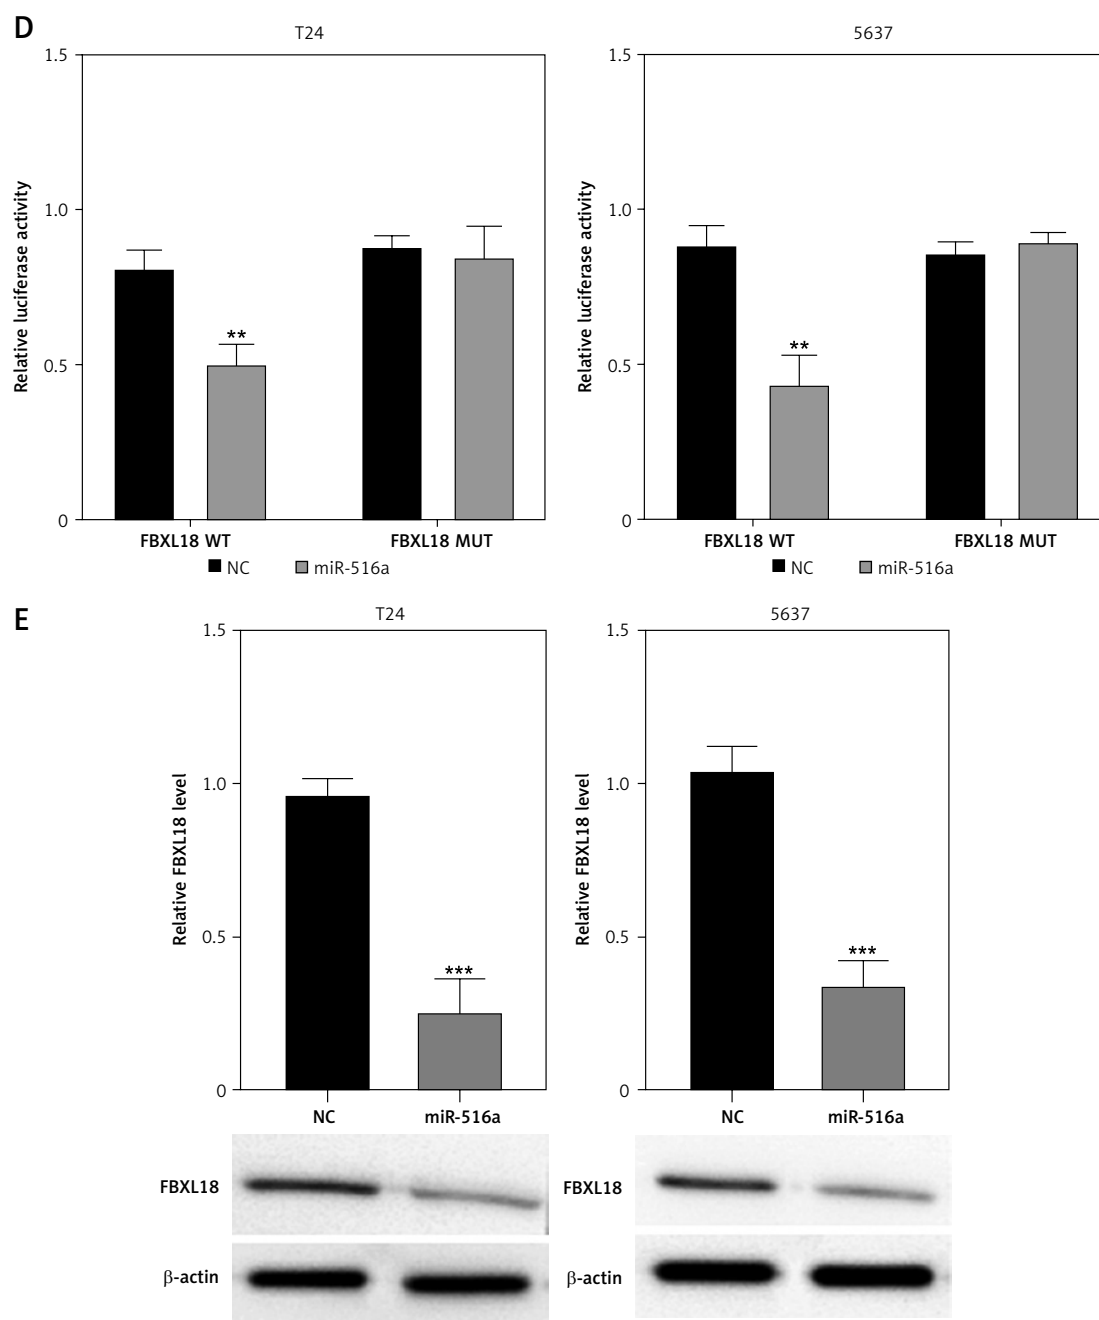 D
T24
5637
1.5
1.0
0.5
0
Relative luciferase activity
**
FBXL18 WT
FBXL18 MUT
NC
miR-516a
1.5
1.0
0.5
0
Relative luciferase activity
**
FBXL18 WT
FBXL18 MUT
NC
miR-516a
E
T24
5637
1.5
1.0
0.5
0
Relative FBXL18 level
***
NC
miR-516a
1.5
1.0
0.5
0
Relative FBXL18 level
***
NC
miR-516a
FBXL18
β-actin
FBXL18
β-actin